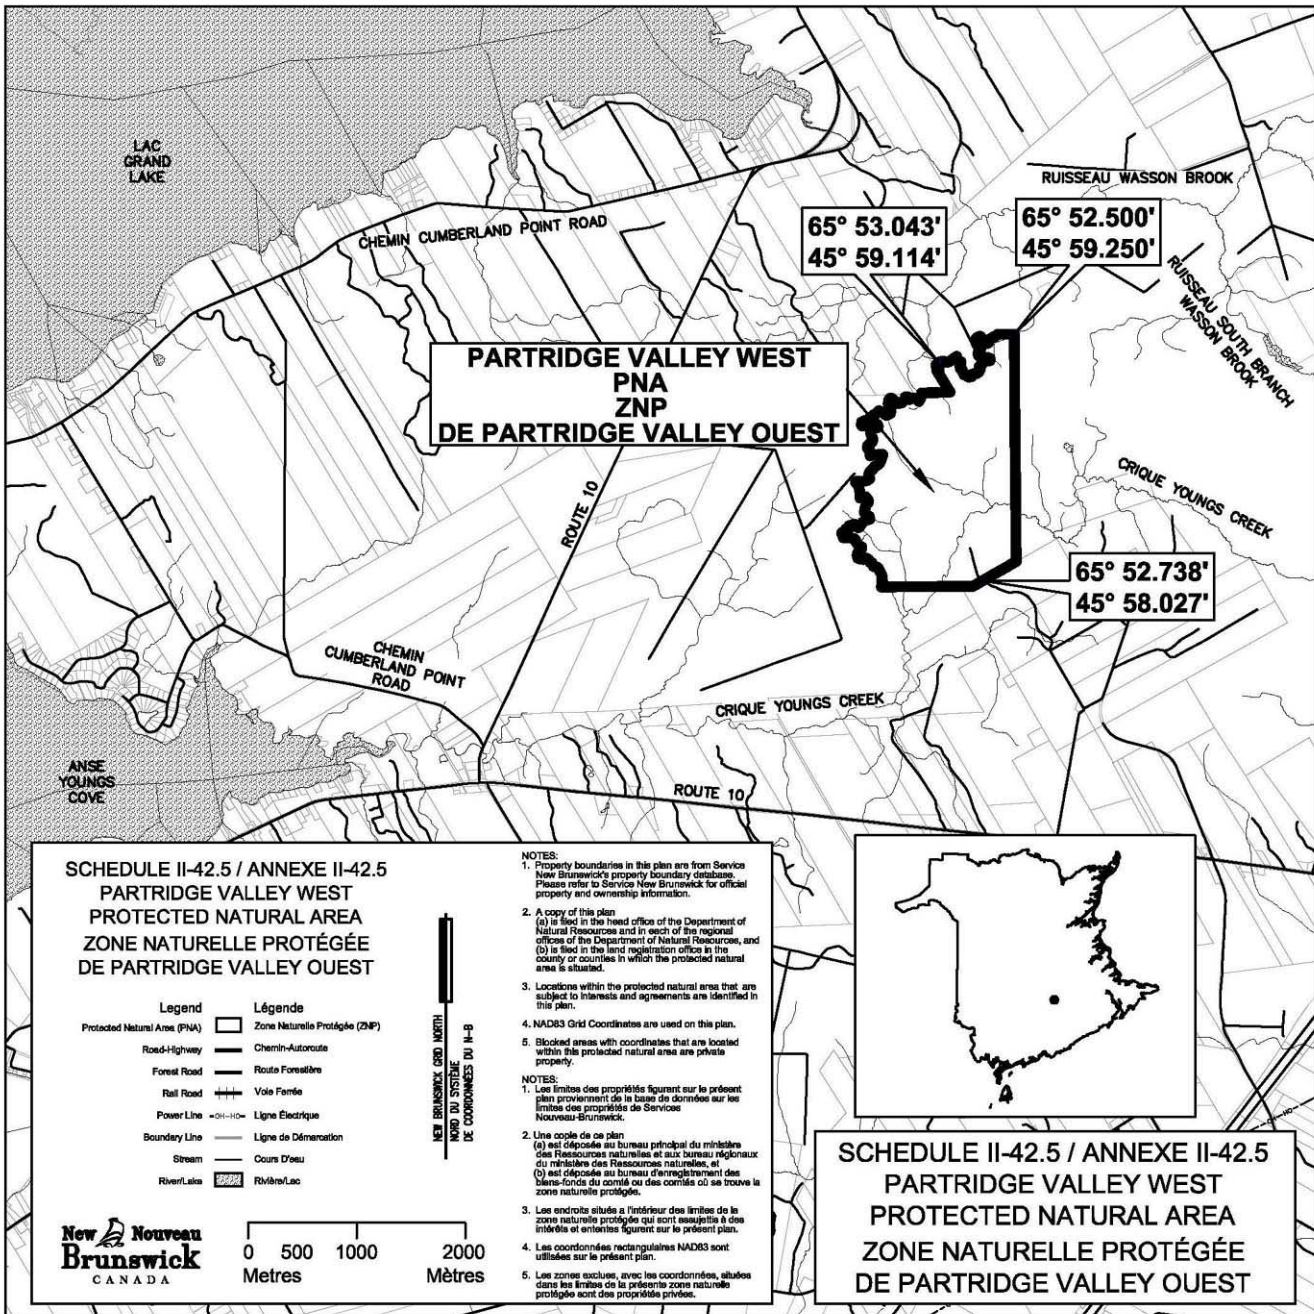 LAC
GRAND
LAKE
CHEMIN CUMBERLAND POINT ROAD
RUISSEAU WASSON BROOK
65° 53.043'
45° 59.114'
65° 52.500'
45° 59.250'
RUISSEAU SOUTH BRANCH
WASSON BROOK
PARTRIDGE VALLEY WEST
PNA
ZNP
DE PARTRIDGE VALLEY OUEST
CRIQUE YOUNGS CREEK
ROUTE 10
65° 52.738'
45° 58.027'
CHEMIN
CUMBERLAND POINT
ROAD
CRIQUE YOUNGS CREEK
ANSE
YOUNGS
COVE
ROUTE 10
SCHEDULE II-42.5 / ANNEXE II-42.5
PARTRIDGE VALLEY WEST
PROTECTED NATURAL AREA
ZONE NATURELLE PROTÉGÉE
DE PARTRIDGE VALLEY OUEST
Legend Légende
Protected Natural Area (PNA) Zone Naturelle Protégée (ZNP)
Road-Highway Chemin-Autoroute
Forest Road Route Forestière
Rail Road Voie Ferrée
Power Line -OH-HO- Ligne Électrique
Boundary Line Ligne de Démarcation
Stream Cours D'eau
River/Lake Rivière/Lac
NEW BRUNSWICK GRID NORTH
NORD DU SYSTÈME
DE COORDONNÉES DU N-B
New Nouveau
Brunswick
CANADA
0 500 1000 2000
Metres Mètres
NOTES:
1. Property boundaries in this plan are from Service
New Brunswick's property boundary database.
Please refer to Service New Brunswick for official
property and ownership information.
2. A copy of this plan
(a) is filed in the head office of the Department of
Natural Resources and in each of the regional
offices of the Department of Natural Resources, and
(b) is filed in the land registration office in the
county or counties in which the protected natural
area is situated.
3. Locations within the protected natural area that are
subject to interests and agreements are identified in
this plan.
4. NAD83 Grid Coordinates are used on this plan.
5. Blocked areas with coordinates that are located
within this protected natural area are private
property.
NOTES:
1. Les limites des propriétés figurant sur le présent
plan proviennent de la base de données sur les
limites des propriétés de Services
Nouveau-Brunswick.
2. Une copie de ce plan
(a) est déposée au bureau principal du ministère
des Ressources naturelles et aux bureau régionaux
du ministère des Ressources naturelles, et
(b) est déposée au bureau d'enregistrement des
biens-fonds du comté ou des comtés où se trouve la
zone naturelle protégée.
3. Les endroits situés a l'intérieur des limites de la
zone naturelle protégée qui sont assujettis à des
intérêts et ententes figurent sur le présent plan.
4. Les coordonnées rectangulaires NAD83 sont
utilisées sur le présent plan.
5. Les zones exclues, avec les coordonnées, situées
dans les limites de la présente zone naturelle
protégée sont des propriétés privées.
SCHEDULE II-42.5 / ANNEXE II-42.5
PARTRIDGE VALLEY WEST
PROTECTED NATURAL AREA
ZONE NATURELLE PROTÉGÉE
DE PARTRIDGE VALLEY OUEST